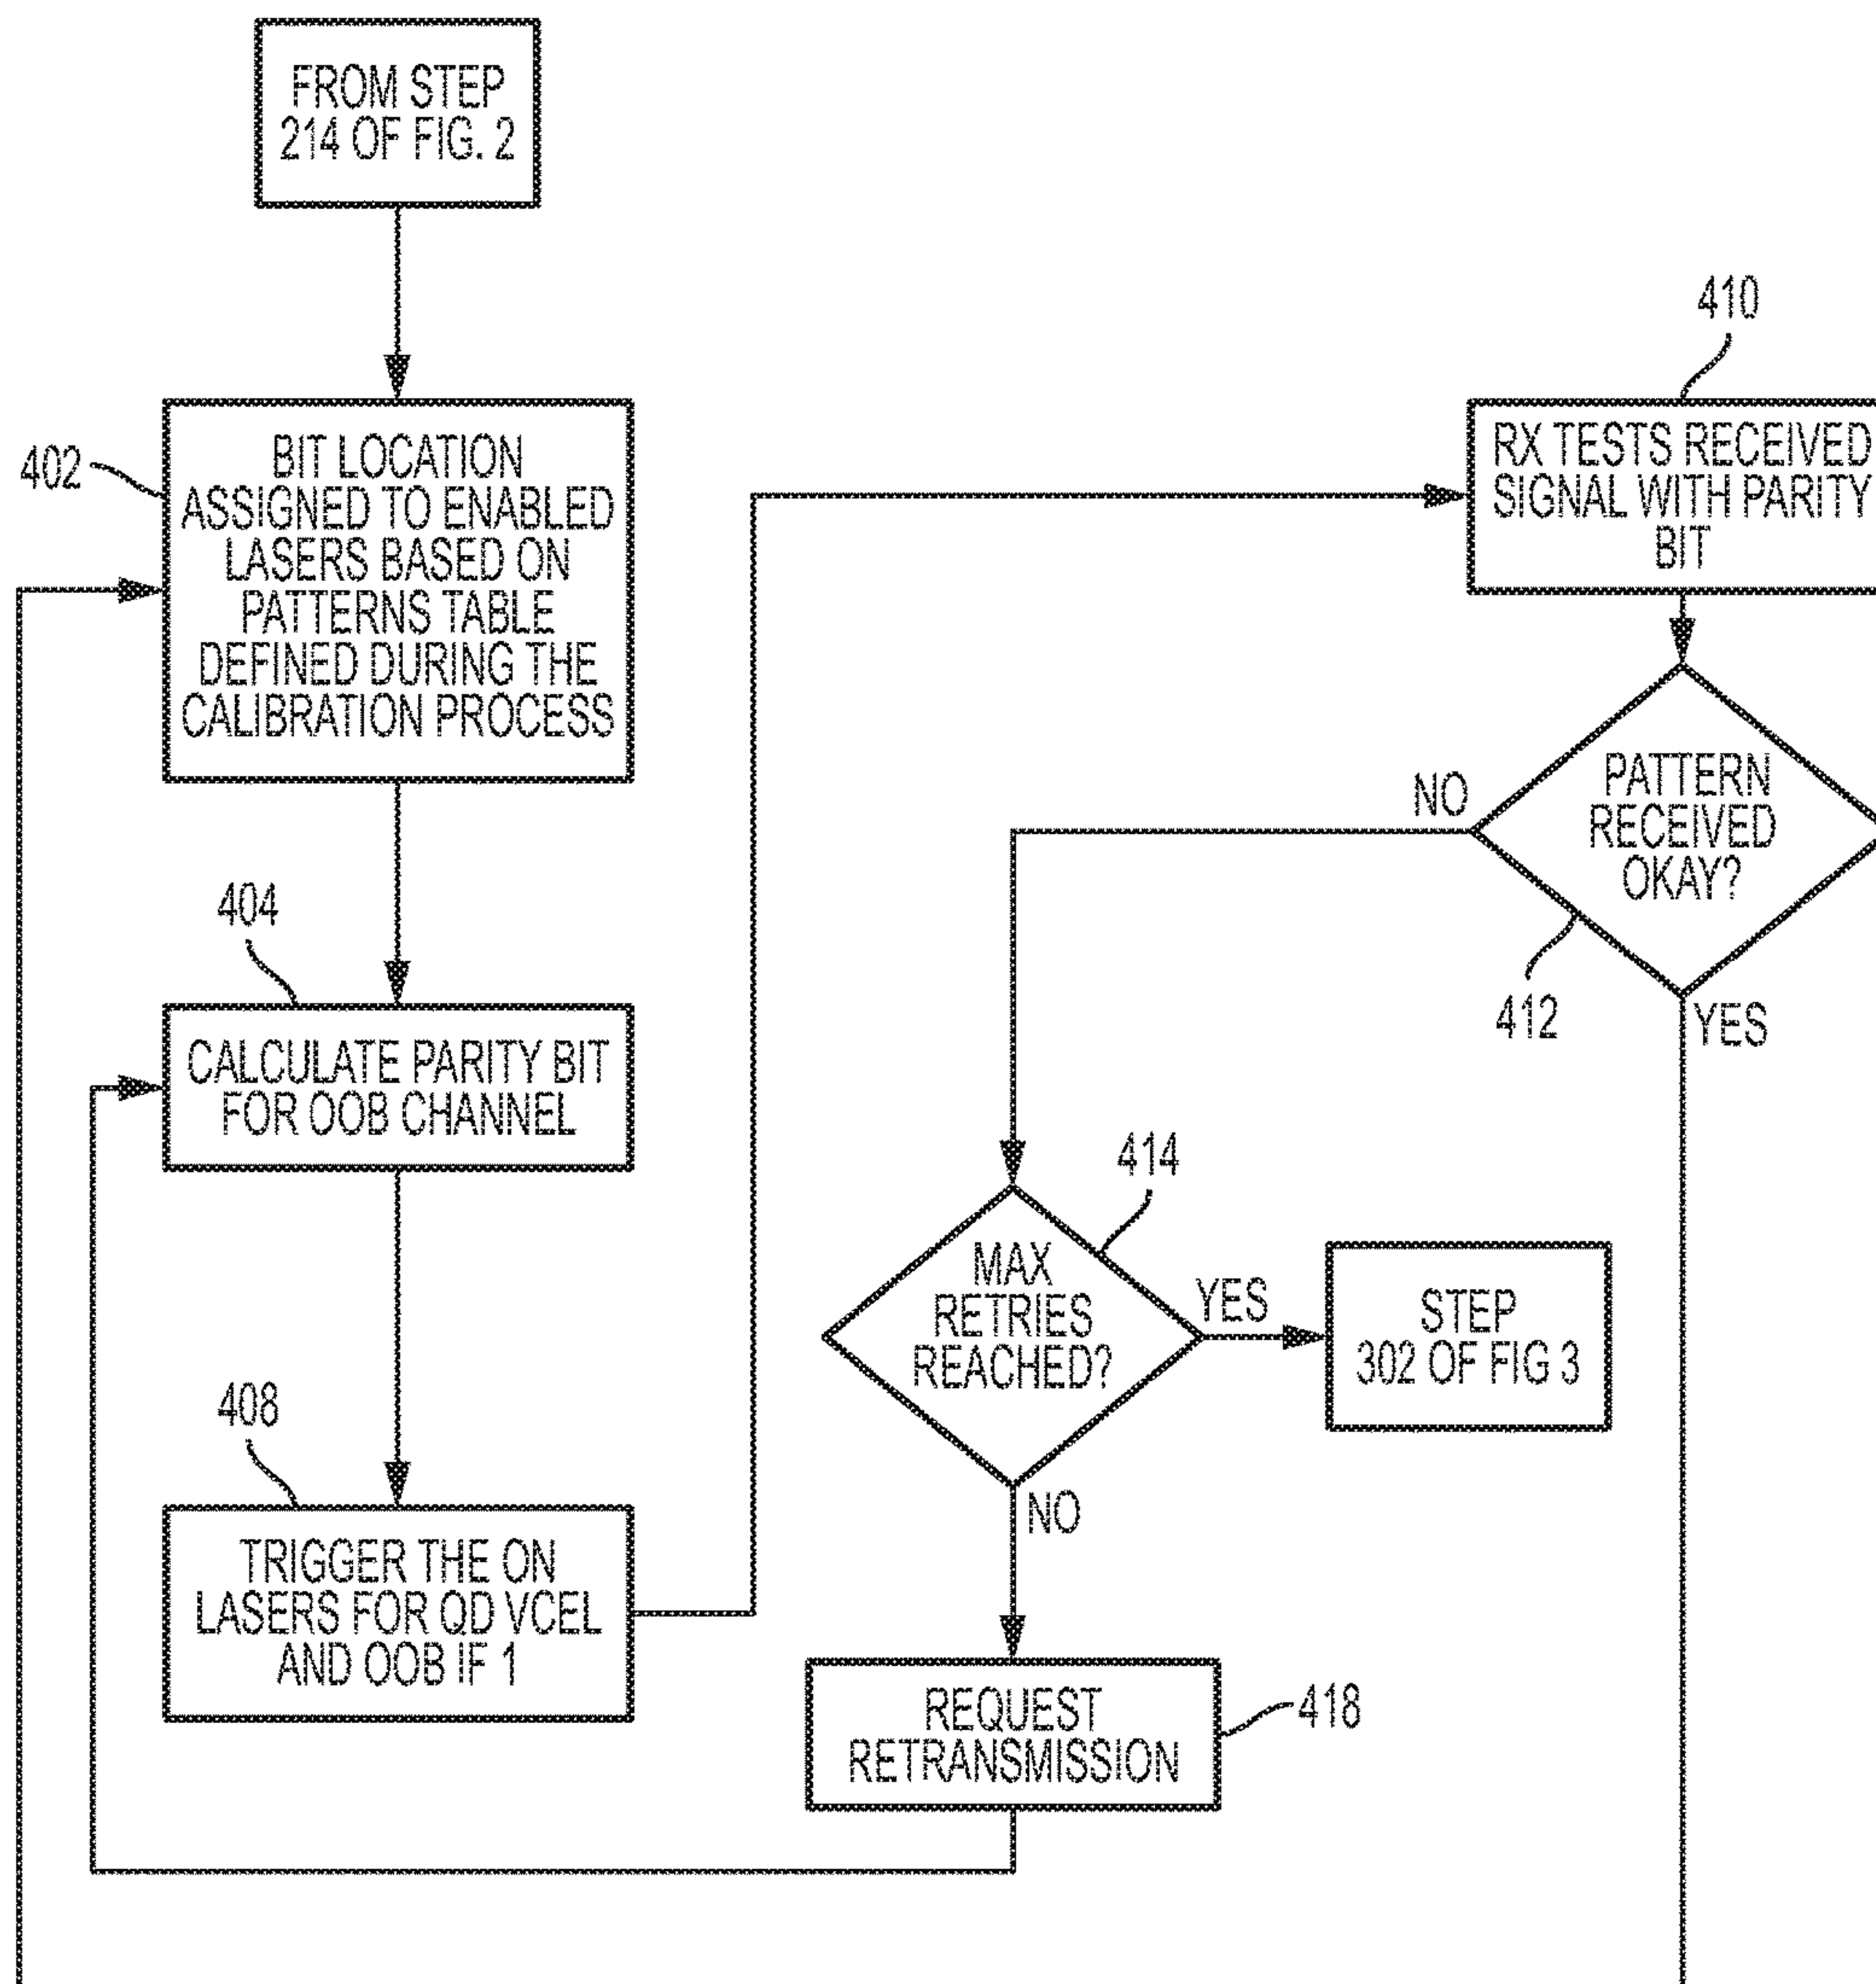 FROM STEP
214 OF FIG. 2
402
BIT LOCATION
ASSIGNED TO ENABLED
LASERS BASED ON
PATTERNS TABLE
DEFINED DURING THE
CALIBRATION PROCESS
404
CALCULATE PARITY BIT
FOR OOB CHANNEL
408
TRIGGER THE ON
LASERS FOR QD VCEL
AND OOB IF 1
410
RX TESTS RECEIVED
SIGNAL WITH PARITY
BIT
PATTERN
RECEIVED
OKAY?
NO
412
YES
414
MAX
RETRIES
REACHED?
YES
STEP
302 OF FIG 3
NO
REQUEST
RETRANSMISSION
418